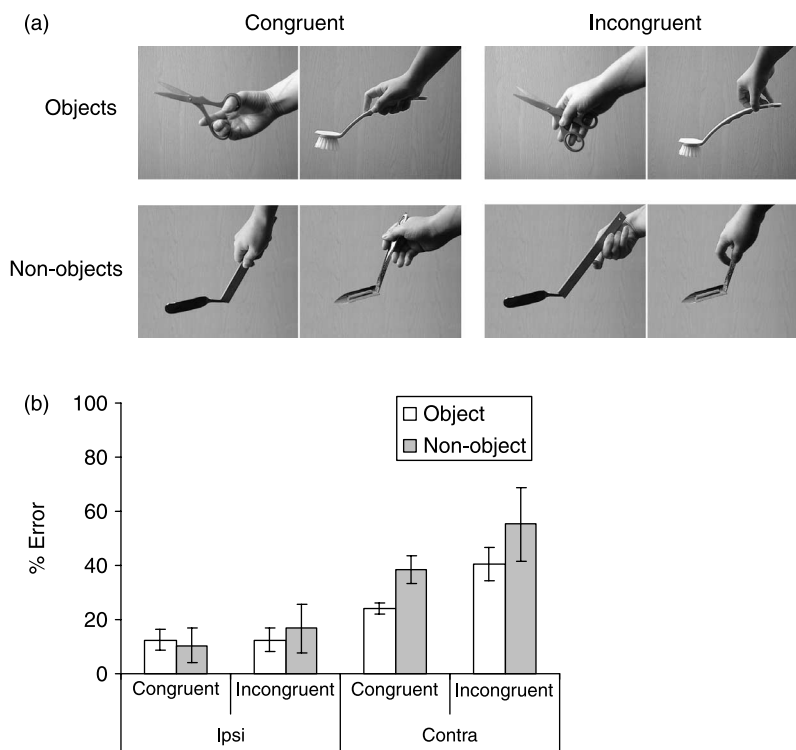 (a)
Congruent Incongruent
Objects
Non-objects
(b)
100
80
60
40
20
0
% Error
Object
Non-object
Congruent Incongruent Congruent Incongruent
Ipsi Contra